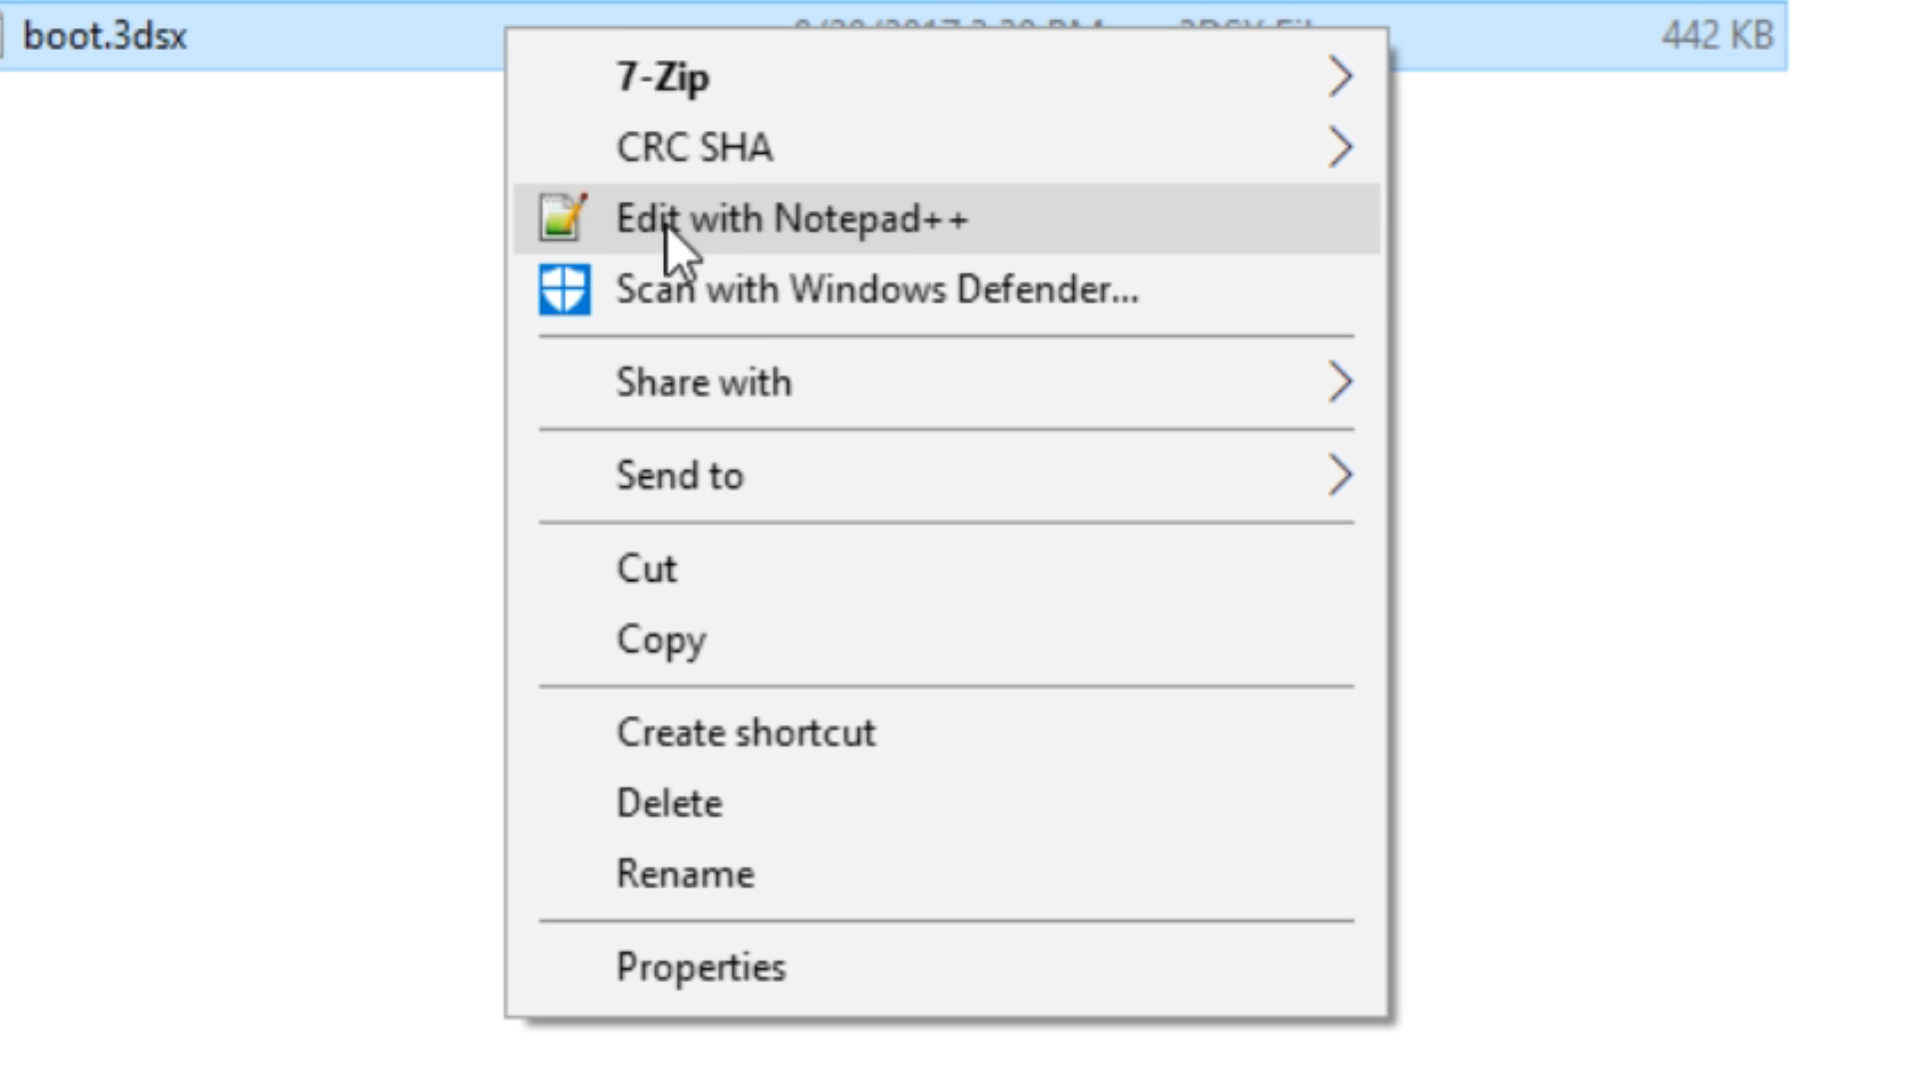 boot.3dsx 442 KB
7-Zip
CRC SHA
Edit with Notepad++
Scan with Windows Defender...
Share with
Send to
Cut
Copy
Create shortcut
Delete
Rename
Properties